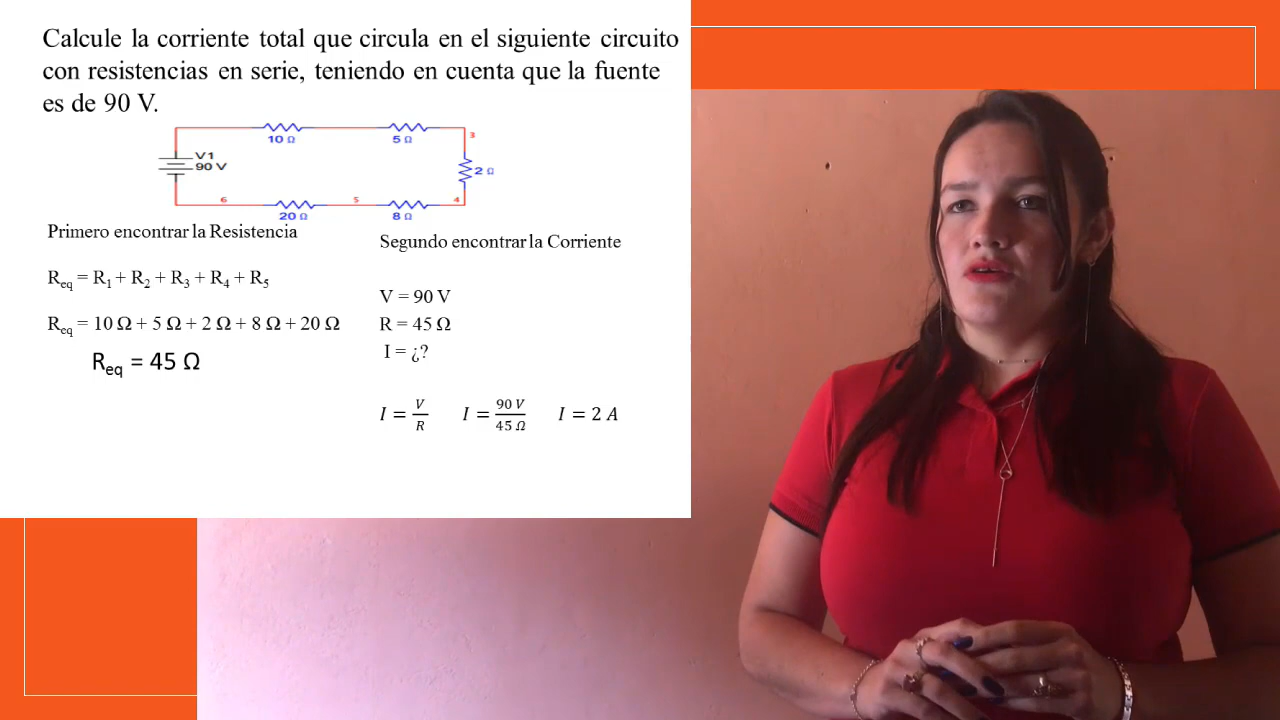 Calcule la corriente total que circula en el siguiente circuito
con resistencias en serie, teniendo en cuenta que la fuente
es de 90 V.
10 Ω
5 Ω
3
V1
90 V
2 Ω
6
5
4
20 Ω
8 Ω
Primero encontrar la Resistencia
Req = R1 + R2 + R3 + R4 + R5
Req = 10 Ω + 5 Ω + 2 Ω + 8 Ω + 20 Ω
Req = 45 Ω
Segundo encontrar la Corriente
V = 90 V
R = 45 Ω
I = ¿?
I = V/R I = 90 V/45 Ω I = 2 A